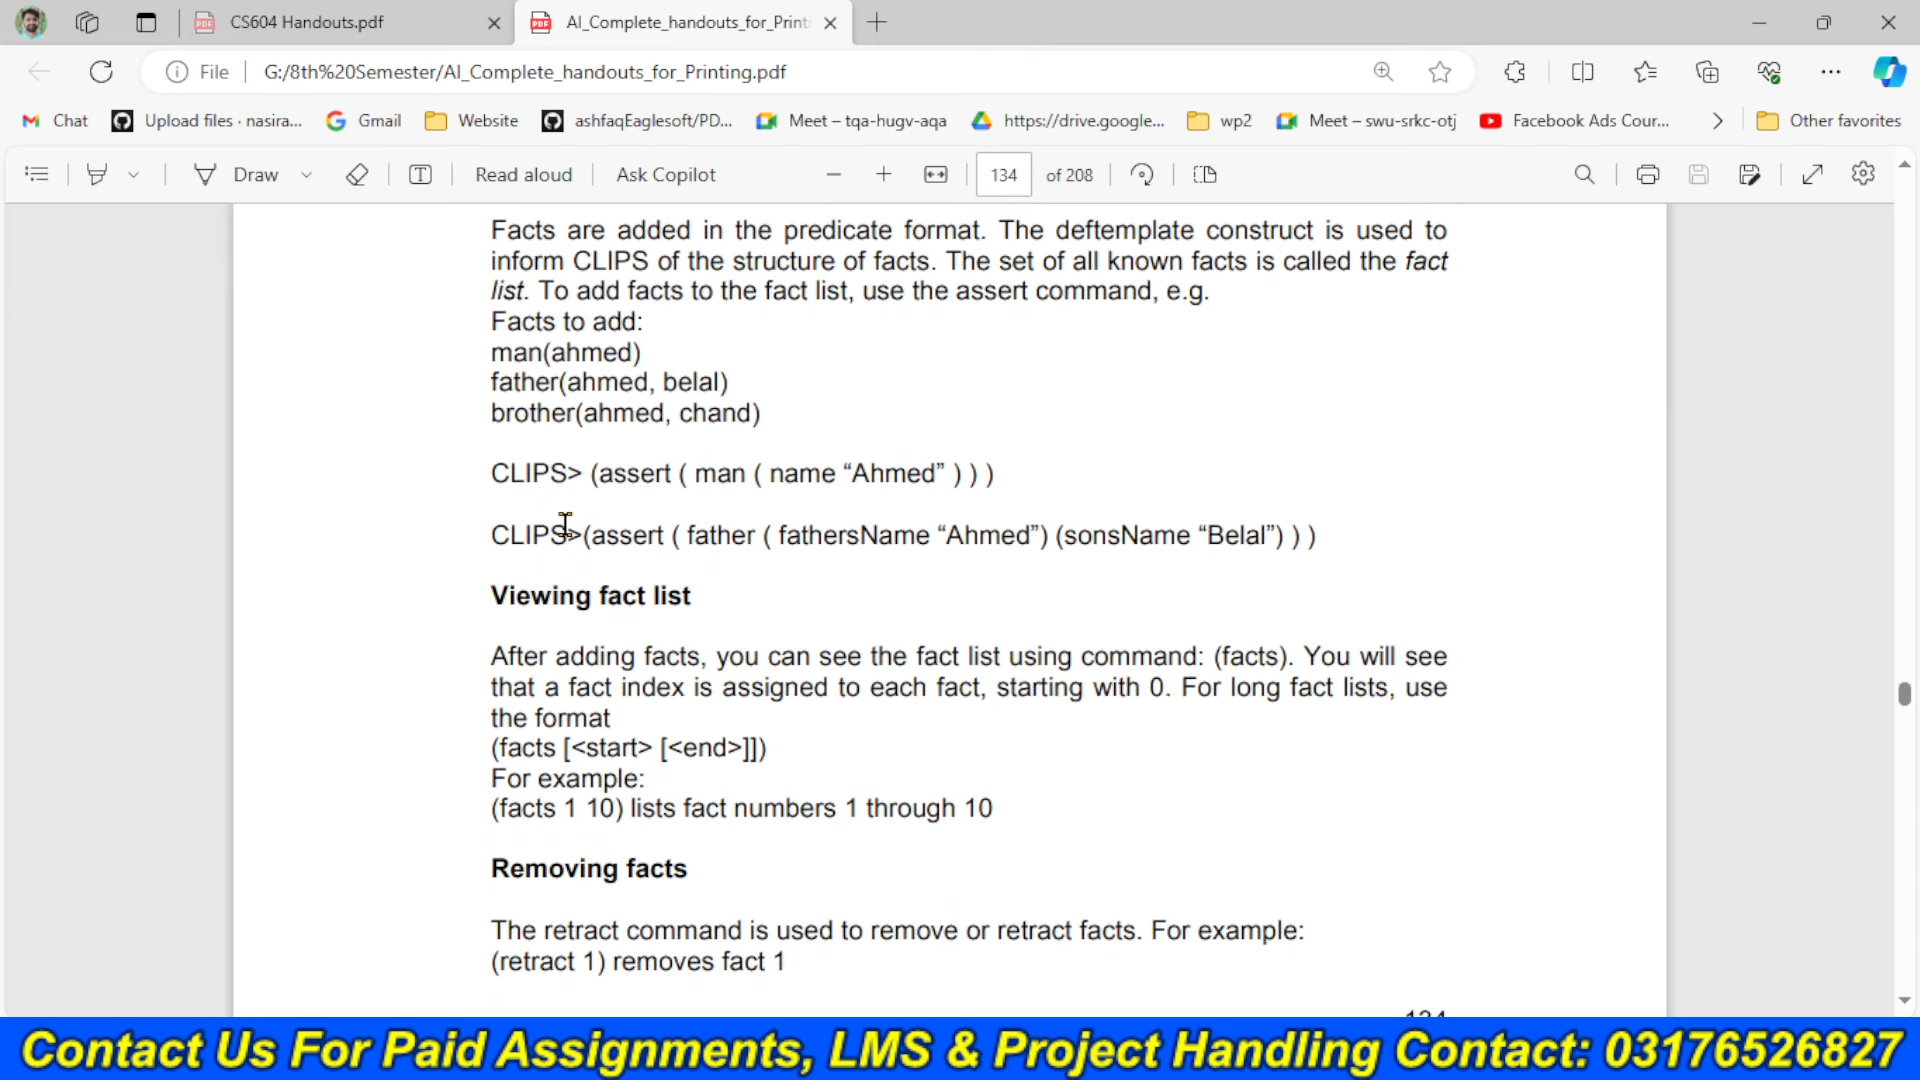 CS604 Handouts.pdf
AI_Complete_handouts_for_Print
File
G:/8th%20Semester/AI_Complete_handouts_for_Printing.pdf
Chat
Upload files · nasira...
Gmail
Website
ashfaqEaglesoft/PD...
Meet – tqa-hugv-aqa
https://drive.google...
wp2
Meet – swu-srkc-otj
Facebook Ads Cour...
Other favorites
Draw
Read aloud
Ask Copilot
134
of 208
Facts are added in the predicate format. The deftemplate construct is used to
inform CLIPS of the structure of facts. The set of all known facts is called the fact
list. To add facts to the fact list, use the assert command, e.g.
Facts to add:
man(ahmed)
father(ahmed, belal)
brother(ahmed, chand)
CLIPS> (assert ( man ( name “Ahmed” ) ) )
CLIPS>(assert ( father ( fathersName “Ahmed”) (sonsName “Belal”) ) )
Viewing fact list
After adding facts, you can see the fact list using command: (facts). You will see
that a fact index is assigned to each fact, starting with 0. For long fact lists, use
the format
(facts [<start> [<end>]])
For example:
(facts 1 10) lists fact numbers 1 through 10
Removing facts
The retract command is used to remove or retract facts. For example:
(retract 1) removes fact 1
134
Contact Us For Paid Assignments, LMS & Project Handling Contact: 03176526827